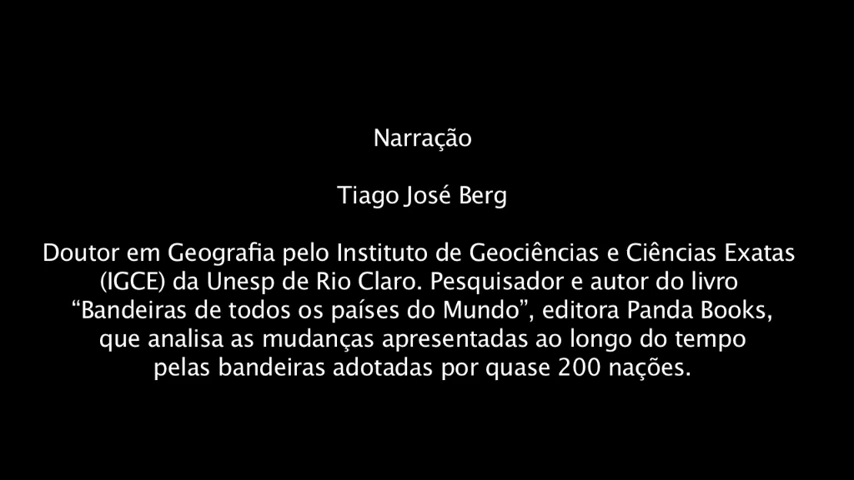 Narração
Tiago José Berg
Doutor em Geografia pelo Instituto de Geociências e Ciências Exatas
(IGCE) da Unesp de Rio Claro. Pesquisador e autor do livro
“Bandeiras de todos os países do Mundo”, editora Panda Books,
que analisa as mudanças apresentadas ao longo do tempo
pelas bandeiras adotadas por quase 200 nações.